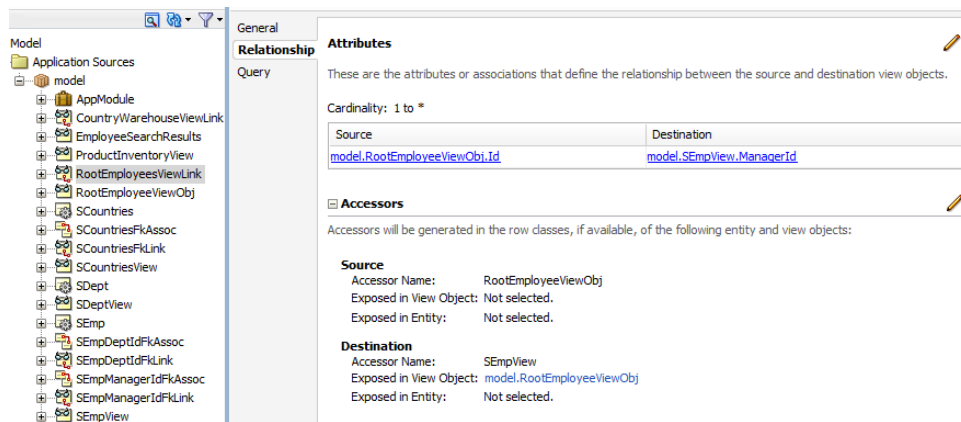 Model
Application Sources
model
AppModule
CountryWarehouseViewLink
EmployeeSearchResults
ProductInventoryView
RootEmployeesViewLink
RootEmployeeViewObj
SCountries
SCountriesFkAssoc
SCountriesFkLink
SCountriesView
SDept
SDeptView
SEmp
SEmpDeptIdFkAssoc
SEmpDeptIdFkLink
SEmpManagerIdFkAssoc
SEmpManagerIdFkLink
SEmpView
General
Relationship
Query
Attributes
These are the attributes or associations that define the relationship between the source and destination view objects.
Cardinality: 1 to *
Source Destination
model.RootEmployeeViewObj.Id model.SEmpView.ManagerId
Accessors
Accessors will be generated in the row classes, if available, of the following entity and view objects:
Source
Accessor Name: RootEmployeeViewObj
Exposed in View Object: Not selected.
Exposed in Entity: Not selected.
Destination
Accessor Name: SEmpView
Exposed in View Object: model.RootEmployeeViewObj
Exposed in Entity: Not selected.